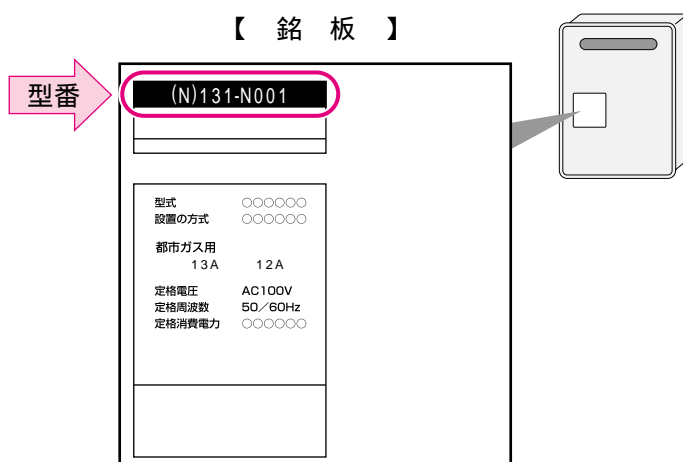 【 銘 板 】
型番
(N)131-N001
型式 ○○○○○○
設置の方式 ○○○○○○
都市ガス用
13A 12A
定格電圧 AC100V
定格周波数 50／60Hz
定格消費電力 ○○○○○○